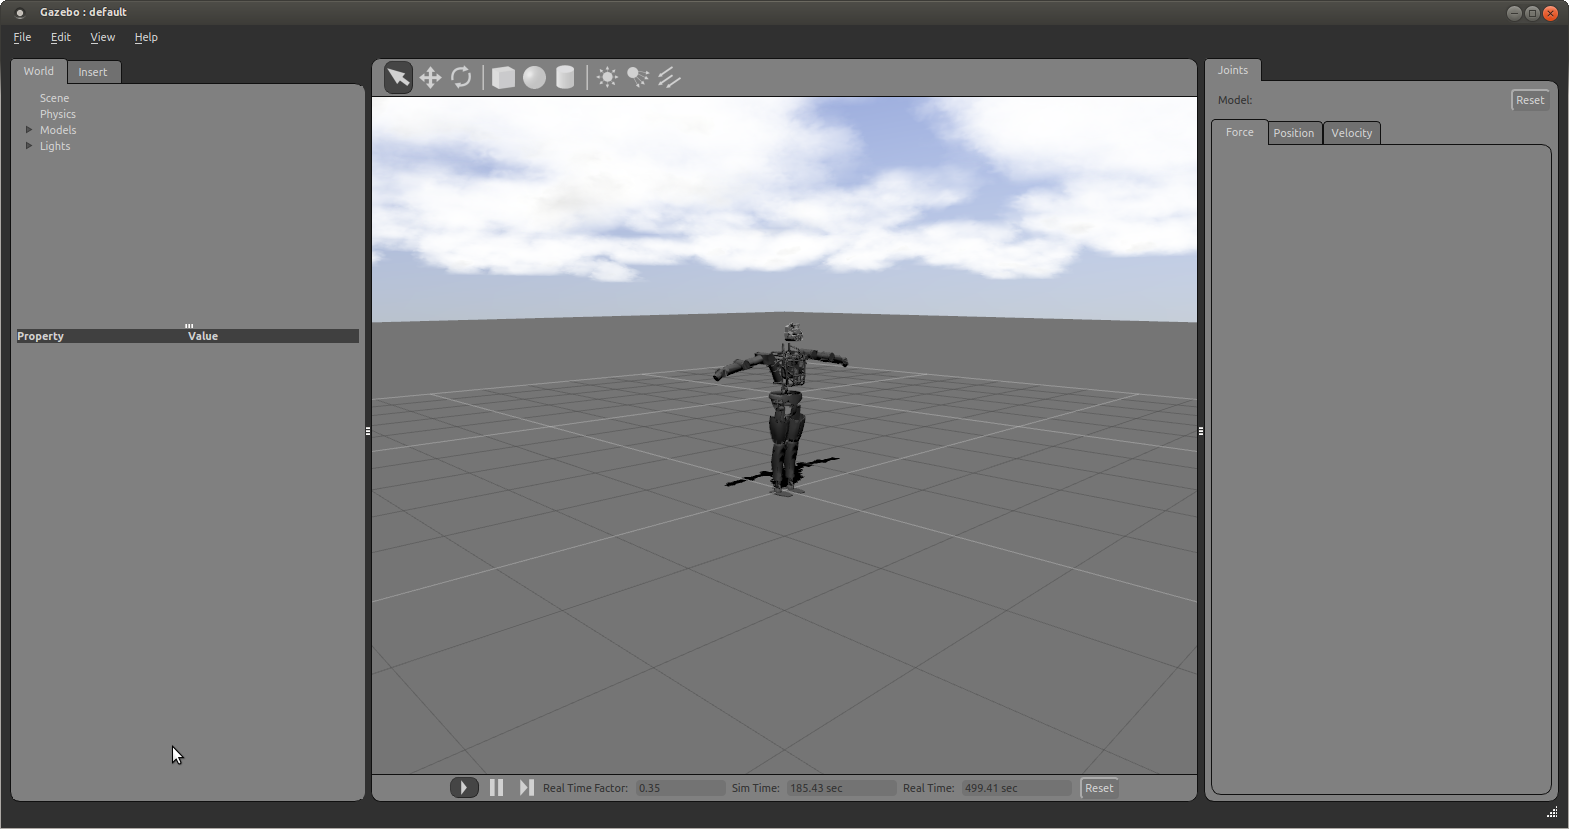 Gazebo : default
File Edit View Help
World Insert
Scene
Physics
Models
Lights
Property Value
Real Time Factor: 0.35 Sim Time: 185.43 sec Real Time: 499.41 sec Reset
Joints
Model: Reset
Force Position Velocity